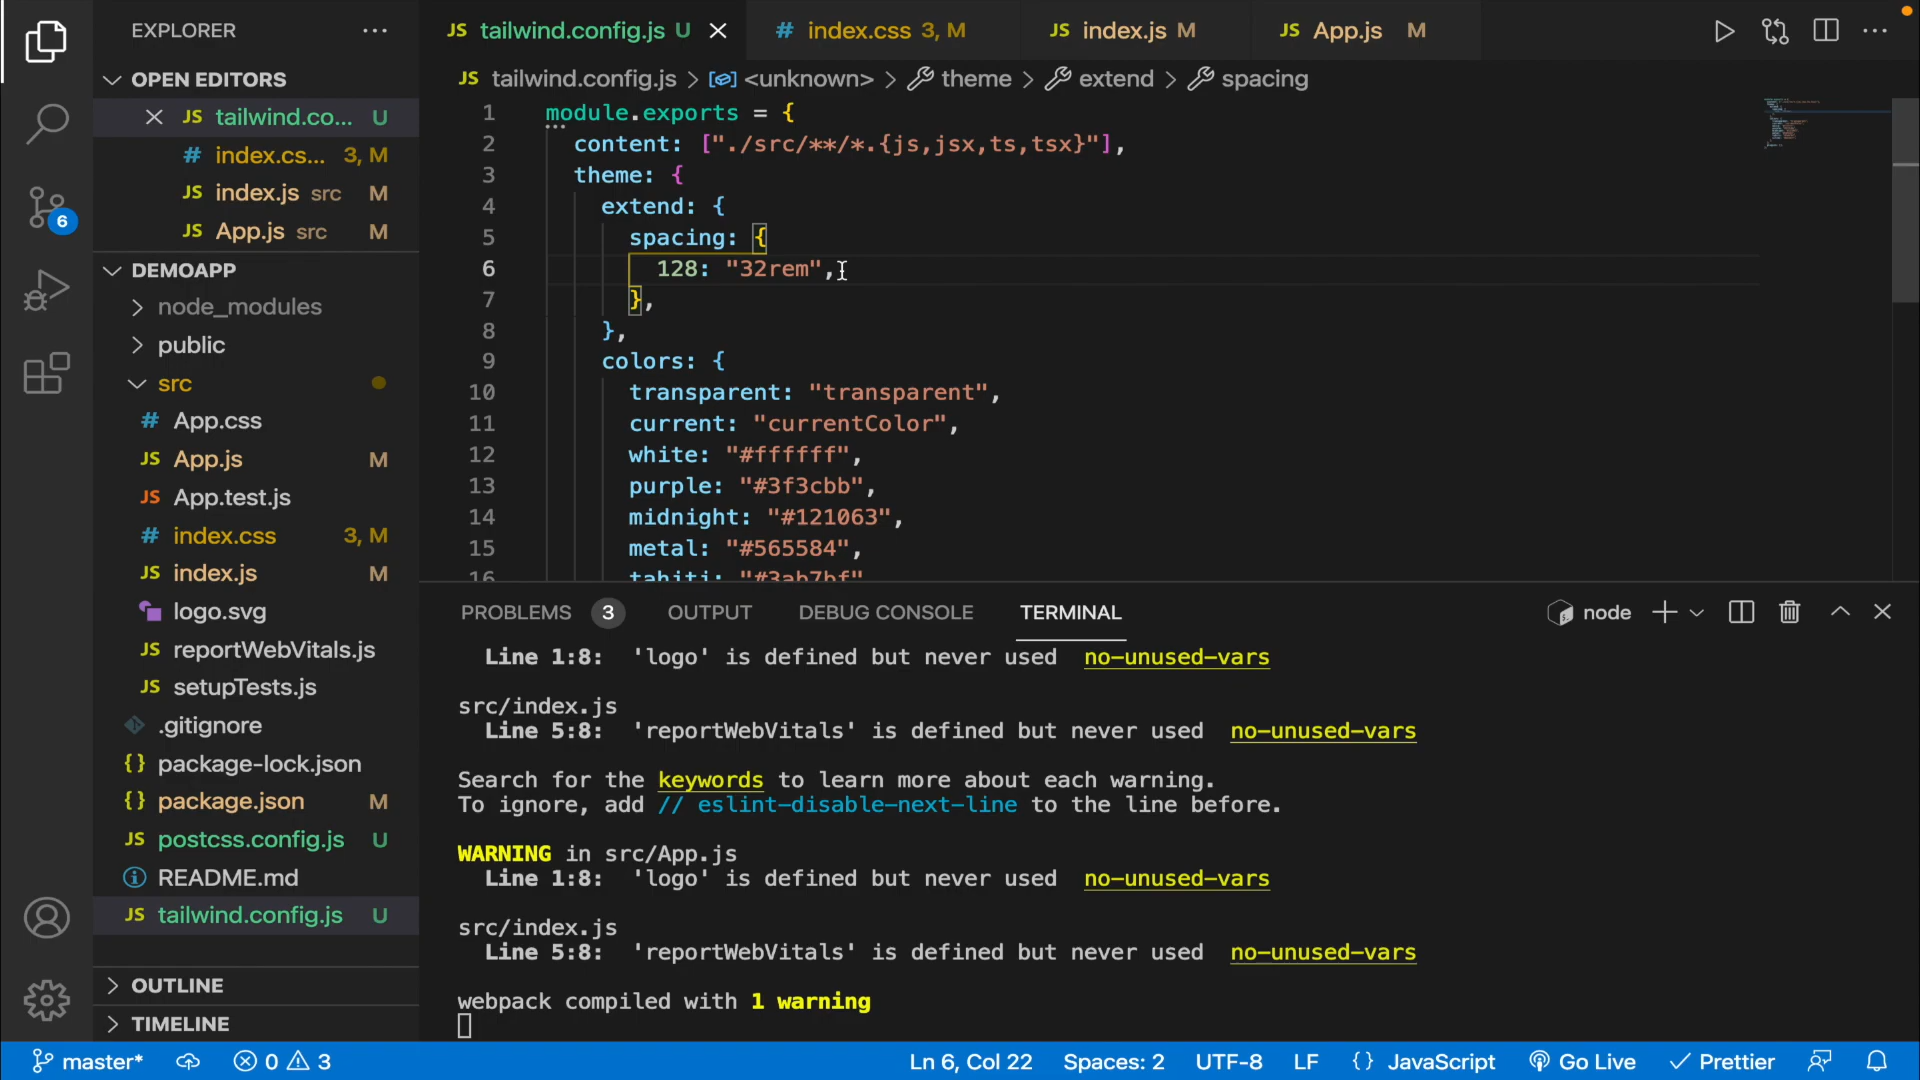 EXPLORER
OPEN EDITORS
JS tailwind.co... U
# index.cs... 3, M
JS index.js src M
JS App.js src M
DEMOAPP
node_modules
public
src
# App.css
JS App.js M
JS App.test.js
# index.css 3, M
JS index.js M
logo.svg
JS reportWebVitals.js
JS setupTests.js
.gitignore
{} package-lock.json
{} package.json M
JS postcss.config.js U
README.md
JS tailwind.config.js U
OUTLINE
TIMELINE
6
JS tailwind.config.js U
# index.css 3, M
JS index.js M
JS App.js M
JS tailwind.config.js > <unknown> > theme > extend > spacing
1 module.exports = {
2 content: ["./src/**/*.{js,jsx,ts,tsx}"],
3 theme: {
4 extend: {
5 spacing: {
6 128: "32rem",
7 },
8 },
9 colors: {
10 transparent: "transparent",
11 current: "currentColor",
12 white: "#ffffff",
13 purple: "#3f3cbb",
14 midnight: "#121063",
15 metal: "#565584",
16 tahiti: "#3ab7bf"
PROBLEMS 3 OUTPUT DEBUG CONSOLE TERMINAL
node
Line 1:8: 'logo' is defined but never used no-unused-vars
src/index.js
Line 5:8: 'reportWebVitals' is defined but never used no-unused-vars
Search for the keywords to learn more about each warning.
To ignore, add // eslint-disable-next-line to the line before.
WARNING in src/App.js
Line 1:8: 'logo' is defined but never used no-unused-vars
src/index.js
Line 5:8: 'reportWebVitals' is defined but never used no-unused-vars
webpack compiled with 1 warning
master* 0 3 Ln 6, Col 22 Spaces: 2 UTF-8 LF {} JavaScript Go Live Prettier